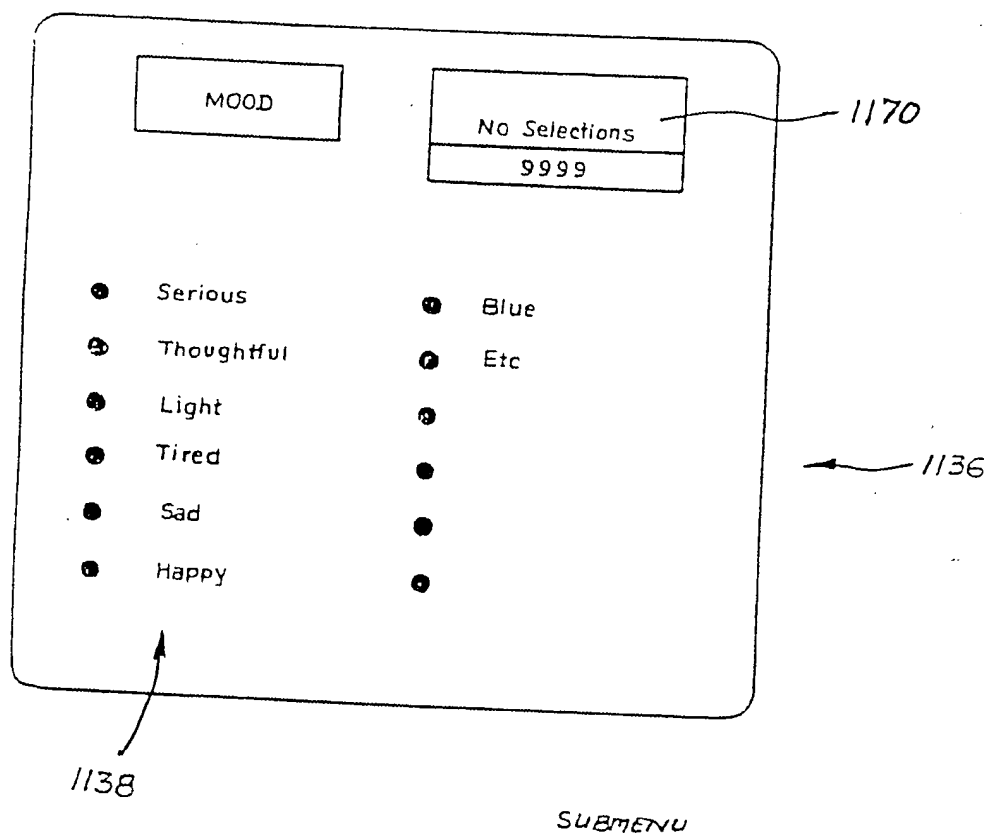 MOOD
No Selections
9999
1170
Serious
Thoughtful
Light
Tired
Sad
Happy
Blue
Etc
1136
1138
SUBMENU